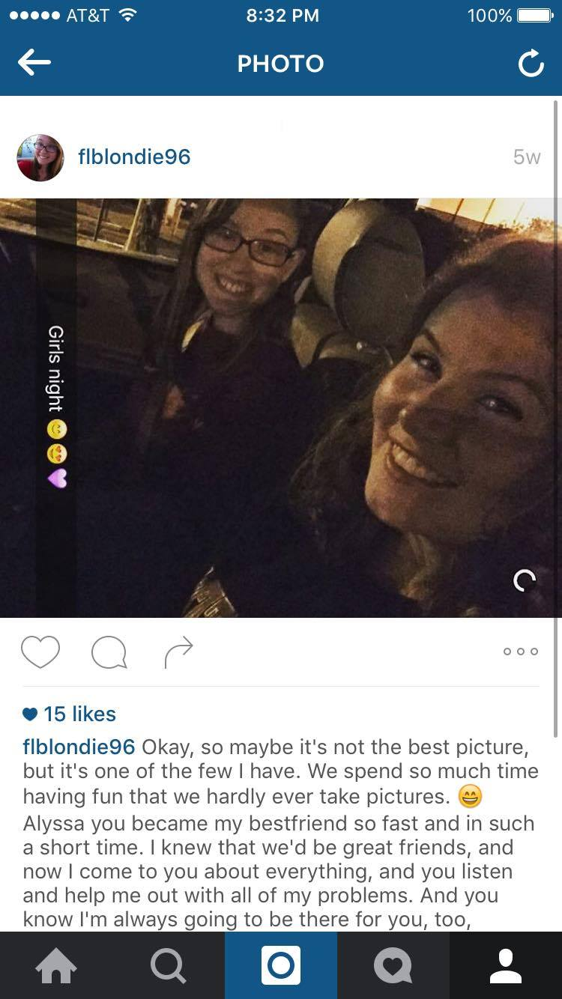 AT&T 8:32 PM 100%
PHOTO
flblondie96 5w
Girls night 😊😍💜
15 likes
flblondie96 Okay, so maybe it's not the best picture,
but it's one of the few I have. We spend so much time
having fun that we hardly ever take pictures. 😄
Alyssa you became my bestfriend so fast and in such
a short time. I knew that we'd be great friends, and
now I come to you about everything, and you listen
and help me out with all of my problems. And you
know I'm always going to be there for you, too,